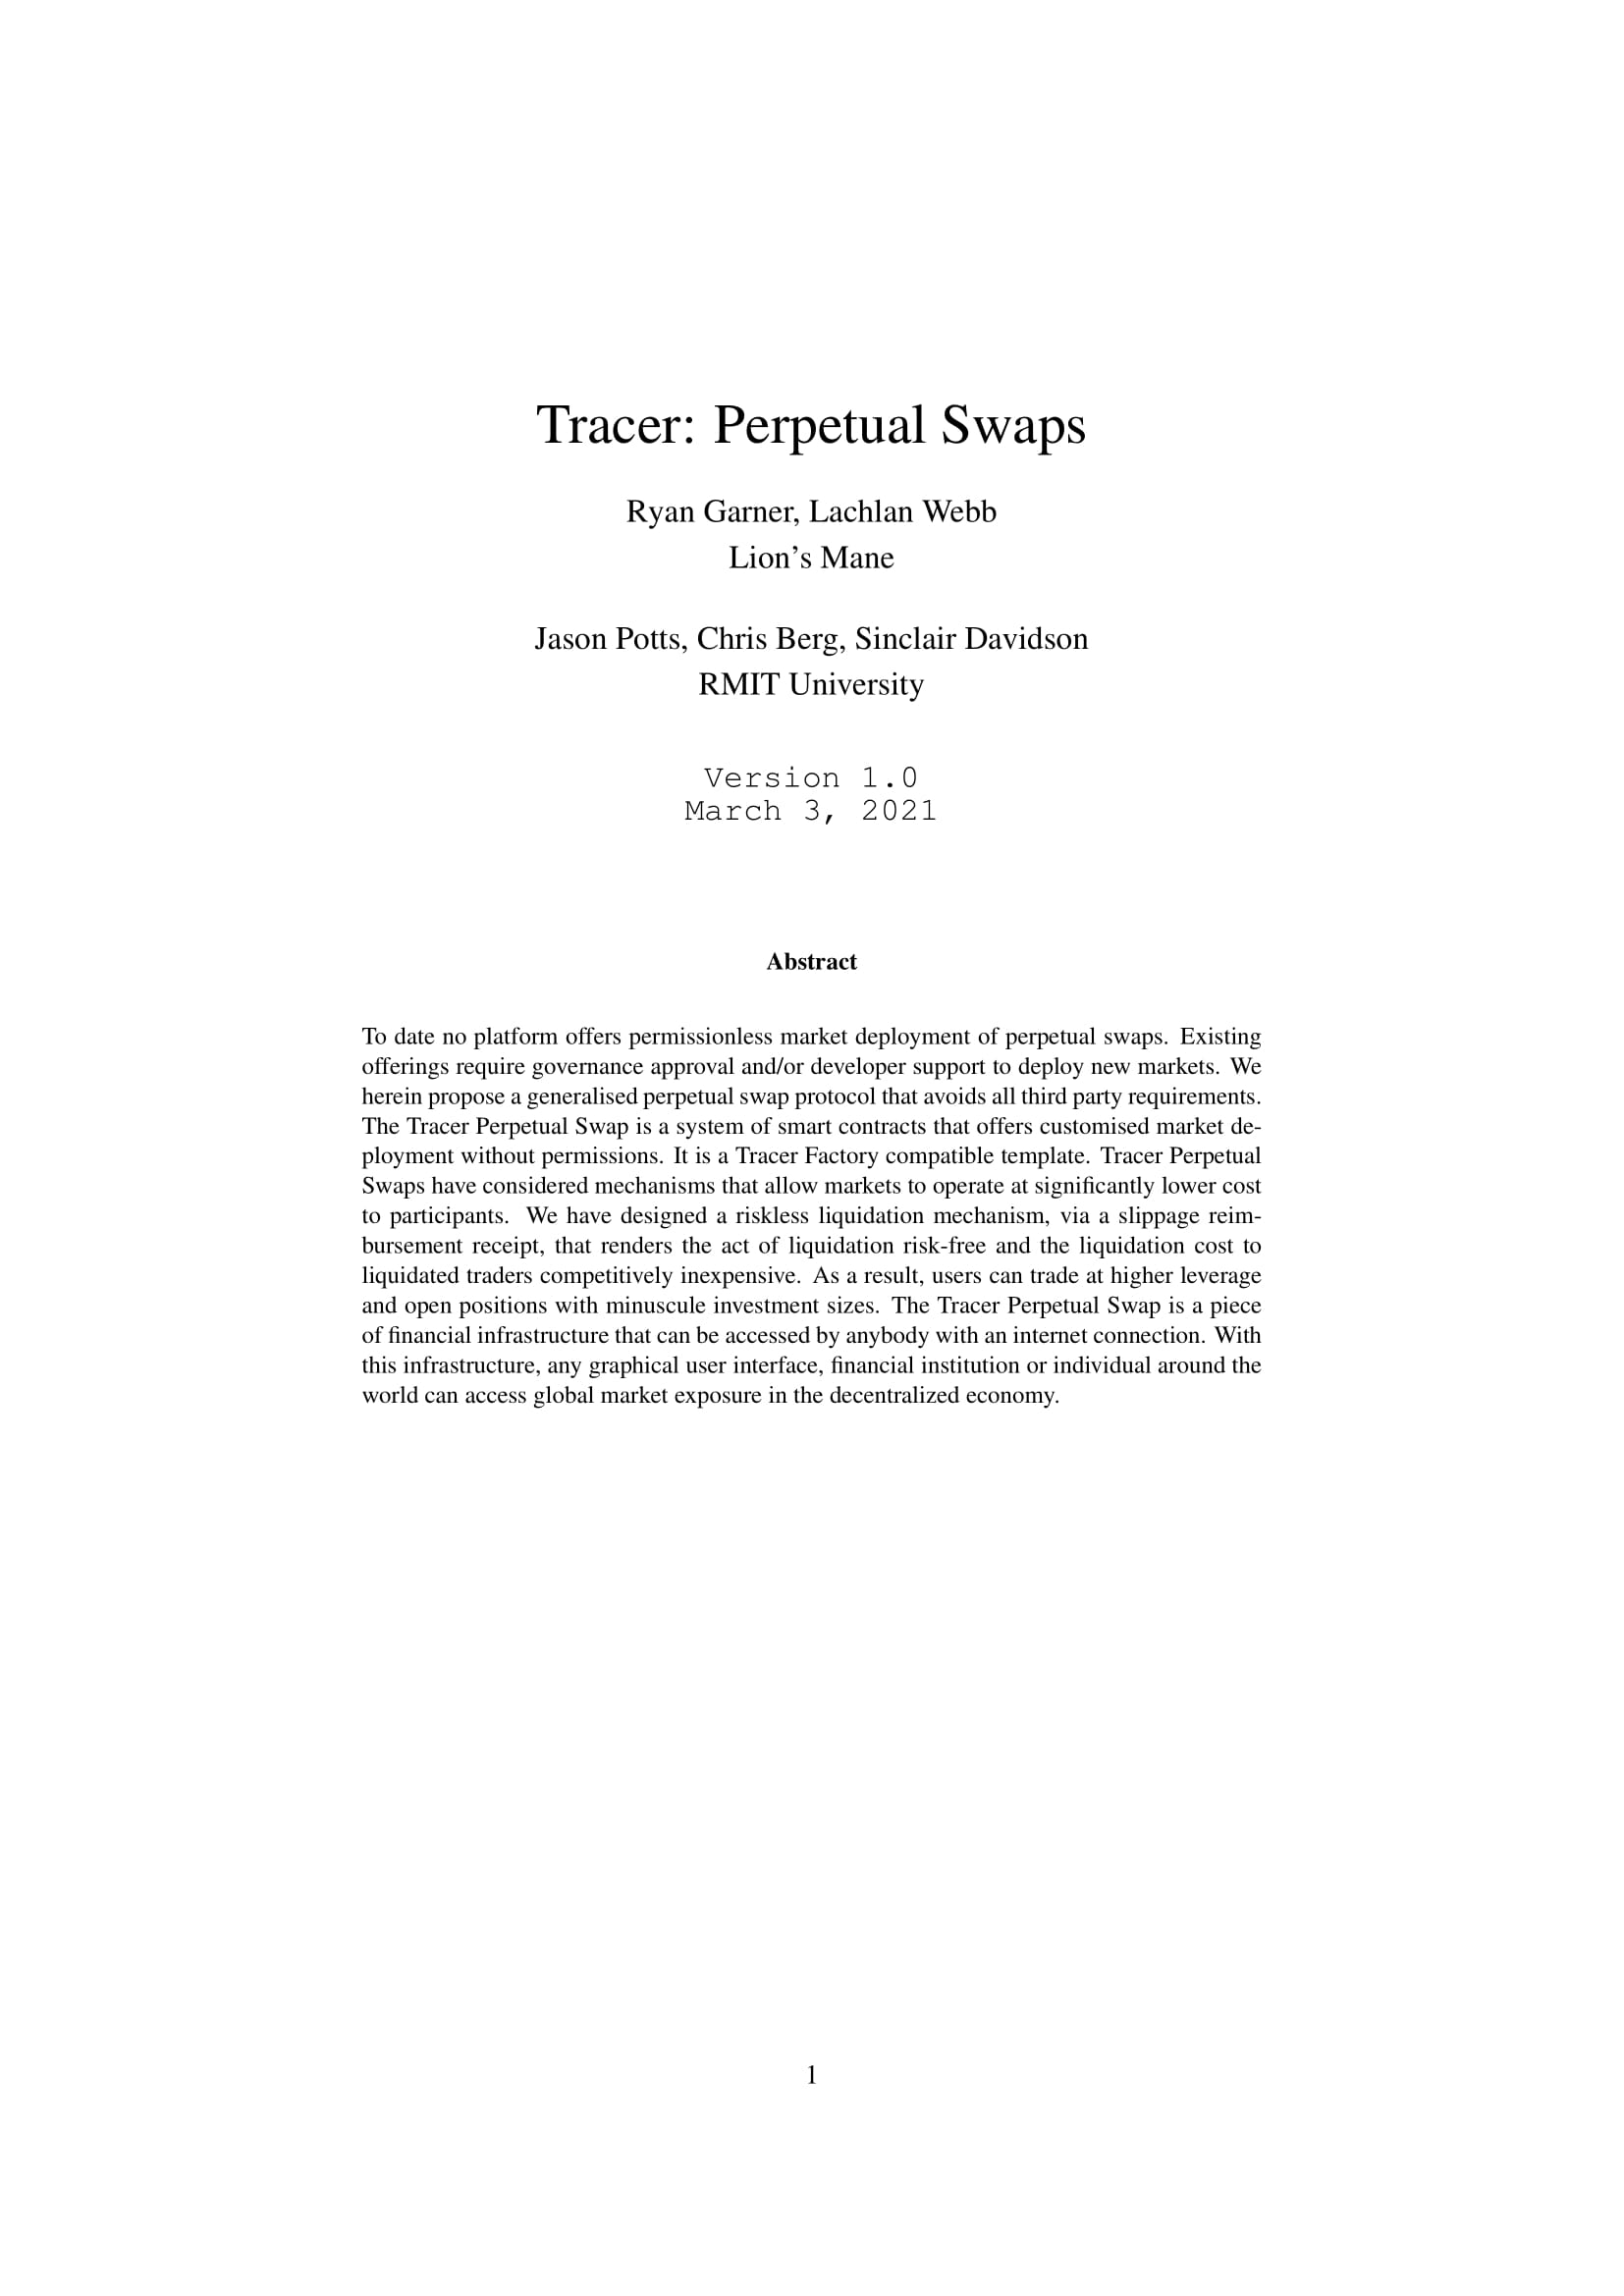 Tracer: Perpetual Swaps
Ryan Garner, Lachlan Webb
Lion's Mane
Jason Potts, Chris Berg, Sinclair Davidson
RMIT University
Version 1.0
March 3, 2021
Abstract
To date no platform offers permissionless market deployment of perpetual swaps. Existing
offerings require governance approval and/or developer support to deploy new markets. We
herein propose a generalised perpetual swap protocol that avoids all third party requirements.
The Tracer Perpetual Swap is a system of smart contracts that offers customised market de-
ployment without permissions. It is a Tracer Factory compatible template. Tracer Perpetual
Swaps have considered mechanisms that allow markets to operate at significantly lower cost
to participants. We have designed a riskless liquidation mechanism, via a slippage reim-
bursement receipt, that renders the act of liquidation risk-free and the liquidation cost to
liquidated traders competitively inexpensive. As a result, users can trade at higher leverage
and open positions with minuscule investment sizes. The Tracer Perpetual Swap is a piece
of financial infrastructure that can be accessed by anybody with an internet connection. With
this infrastructure, any graphical user interface, financial institution or individual around the
world can access global market exposure in the decentralized economy.
1